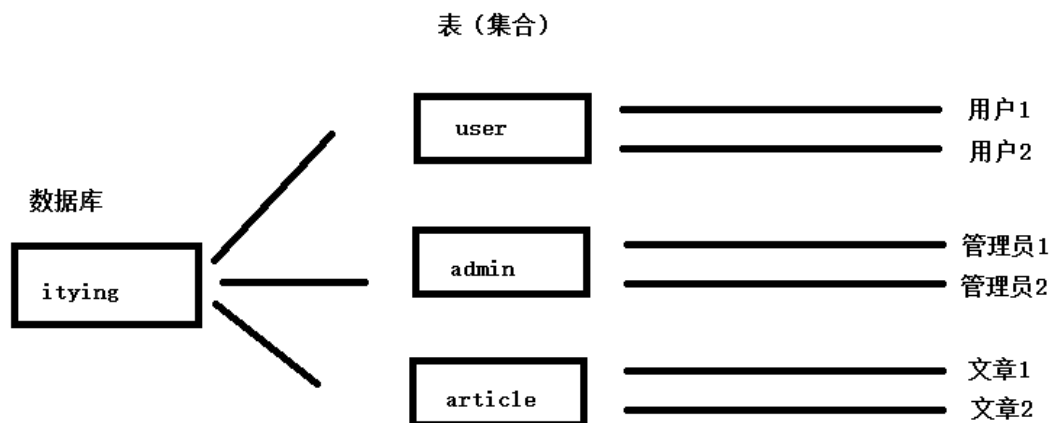 表（集合）
user
用户1
用户2
数据库
itying
admin
管理员1
管理员2
article
文章1
文章2